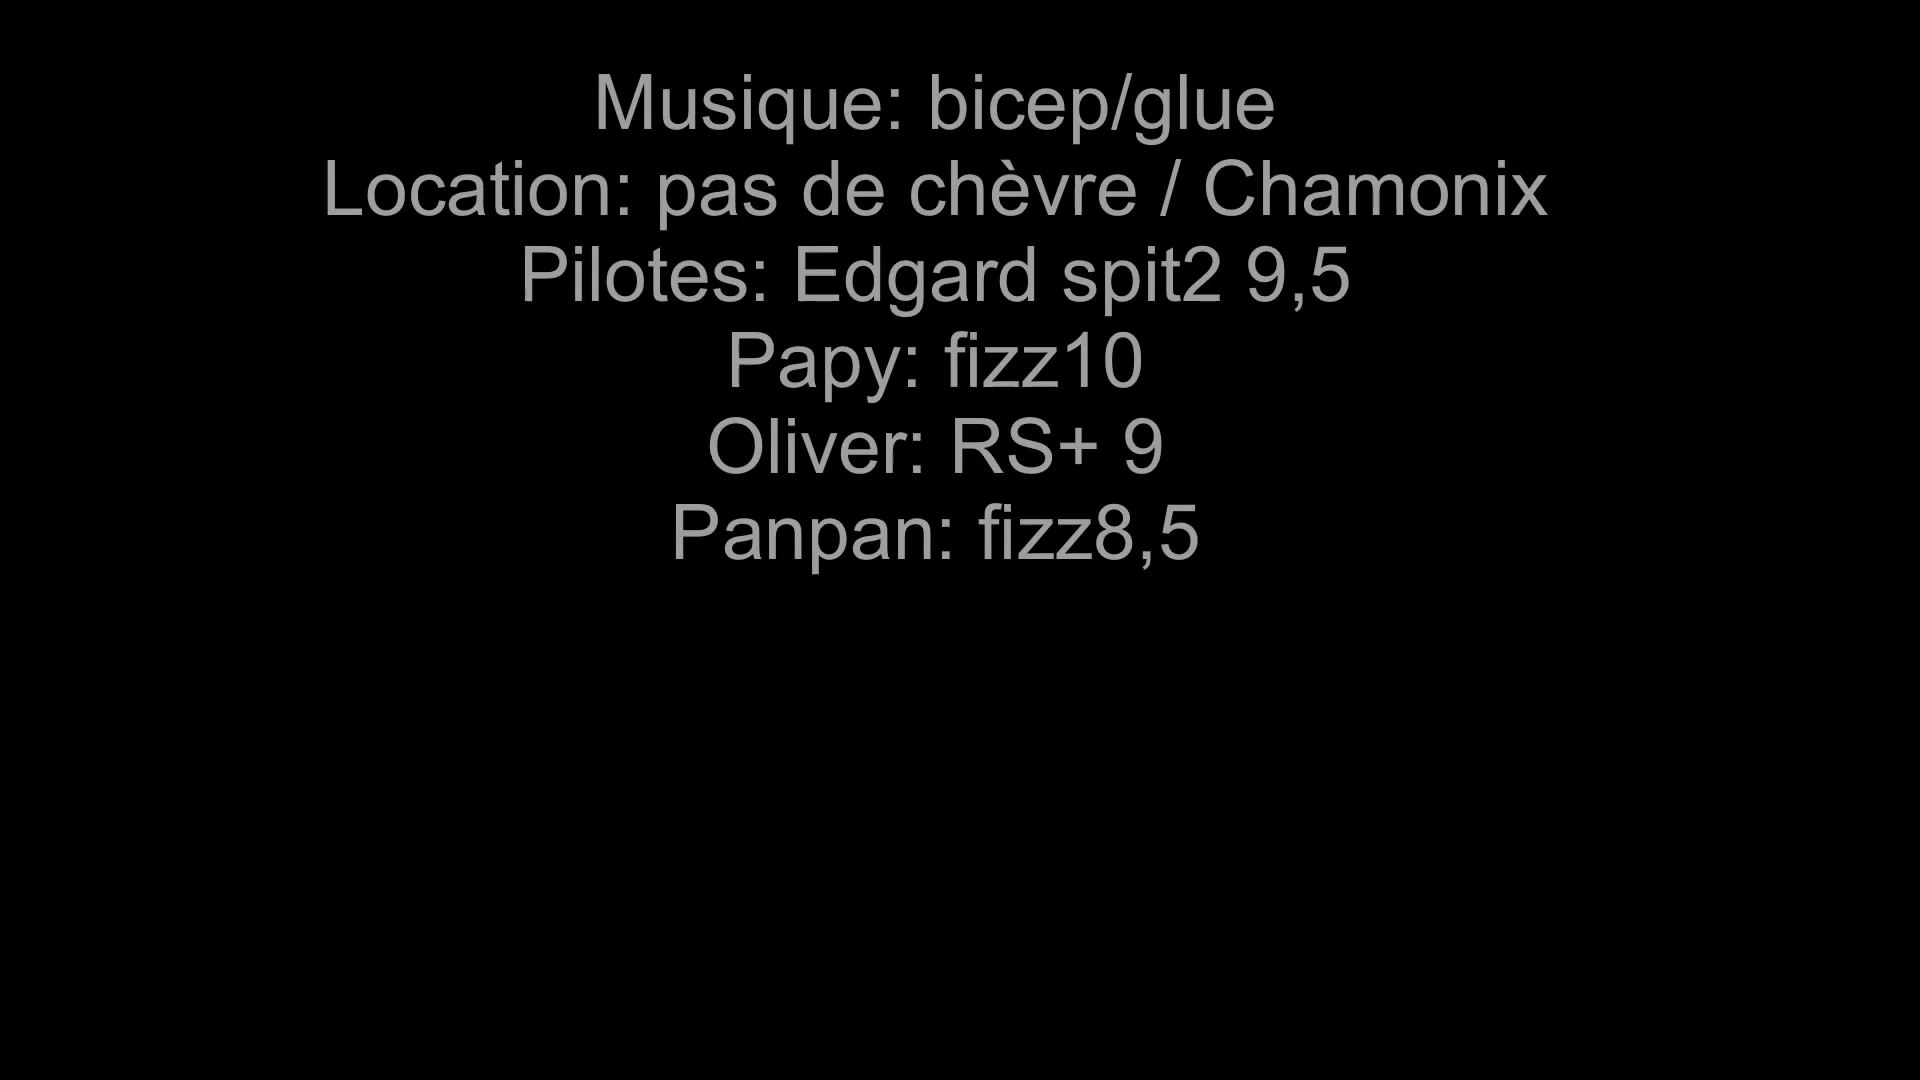 Musique: bicep/glue
Location: pas de chèvre / Chamonix
Pilotes: Edgard spit2 9,5
Papy: fizz10
Oliver: RS+ 9
Panpan: fizz8,5